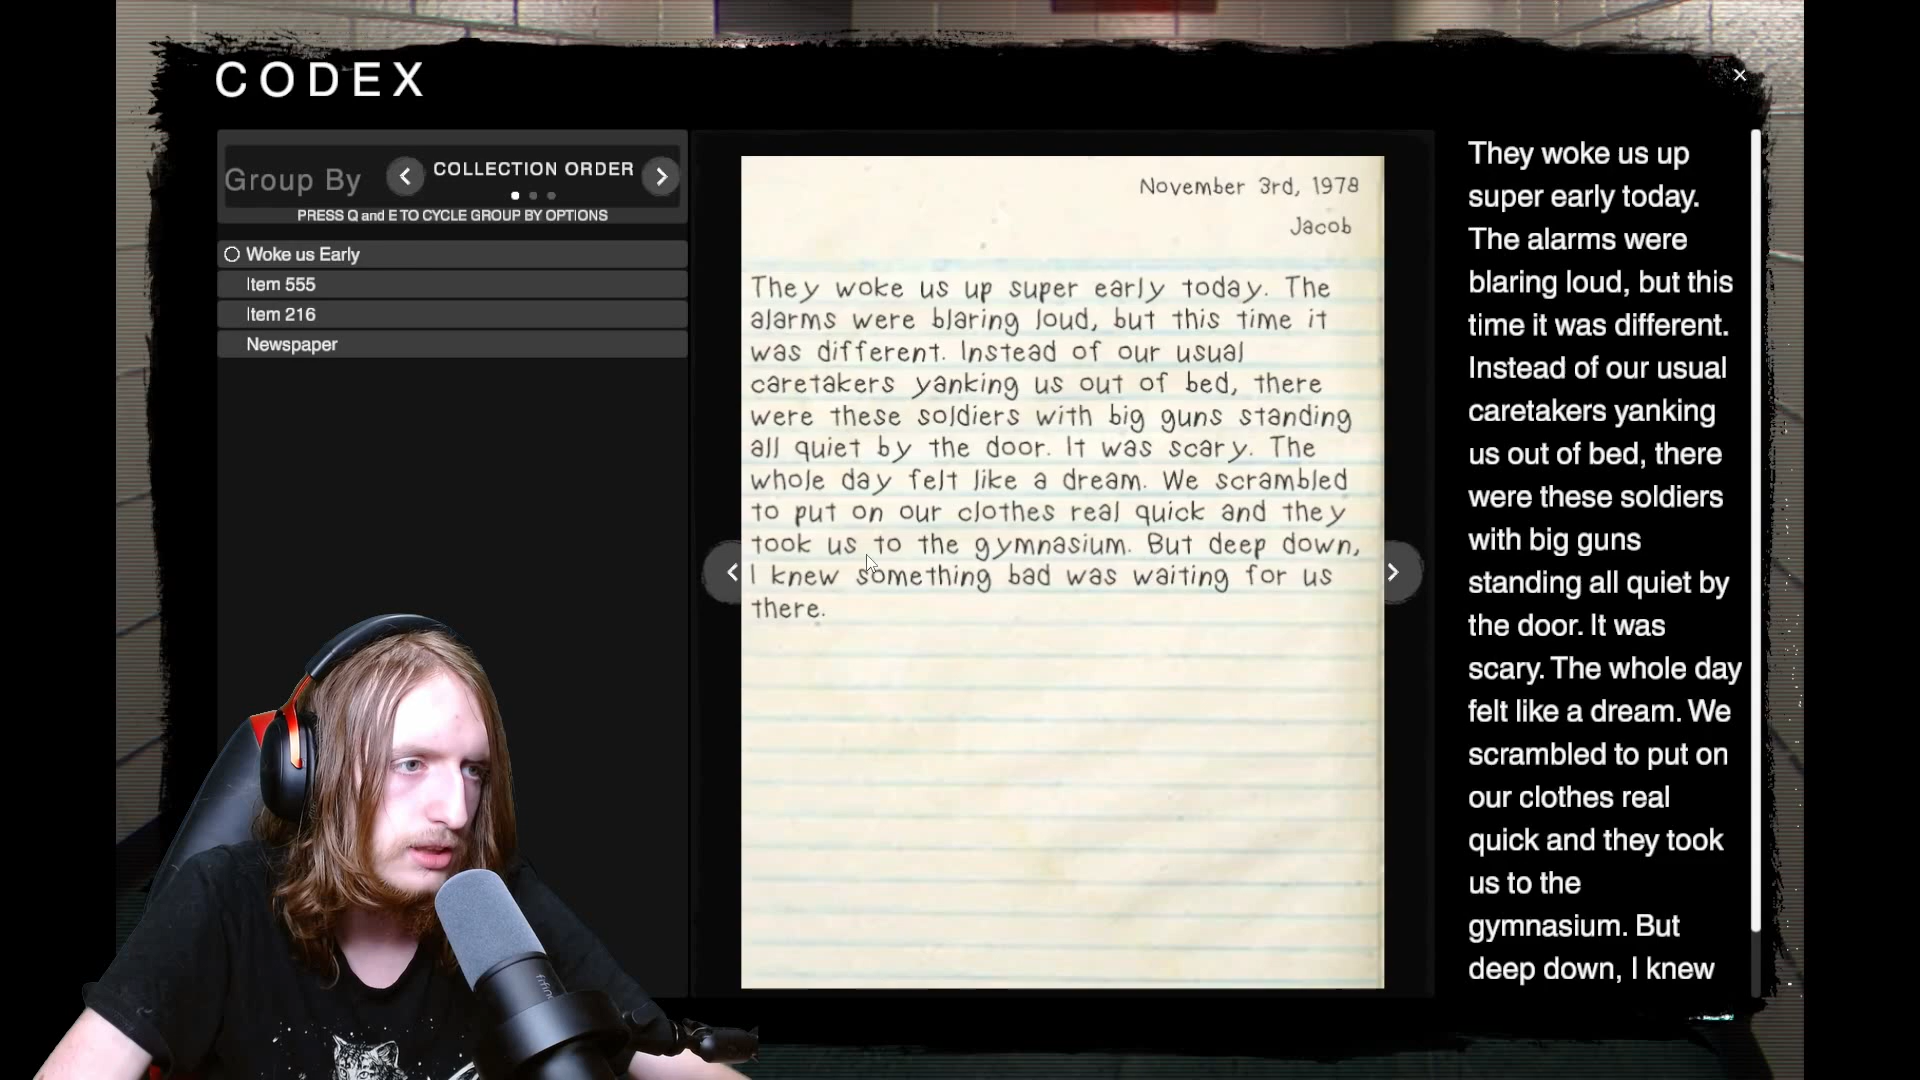 CODEX
Group By
COLLECTION ORDER
PRESS Q and E TO CYCLE GROUP BY OPTIONS
Woke us Early
Item 555
Item 216
Newspaper
November 3rd, 1978
Jacob
They woke us up super early today. The
alarms were blaring loud, but this time it
was different. Instead of our usual
caretakers yanking us out of bed, there
were these soldiers with big guns standing
all quiet by the door. It was scary. The
whole day felt like a dream. We scrambled
to put on our clothes real quick and they
took us to the gymnasium. But deep down,
I knew something bad was waiting for us
there.
They woke us up
super early today.
The alarms were
blaring loud, but this
time it was different.
Instead of our usual
caretakers yanking
us out of bed, there
were these soldiers
with big guns
standing all quiet by
the door. It was
scary. The whole day
felt like a dream. We
scrambled to put on
our clothes real
quick and they took
us to the
gymnasium. But
deep down, I knew